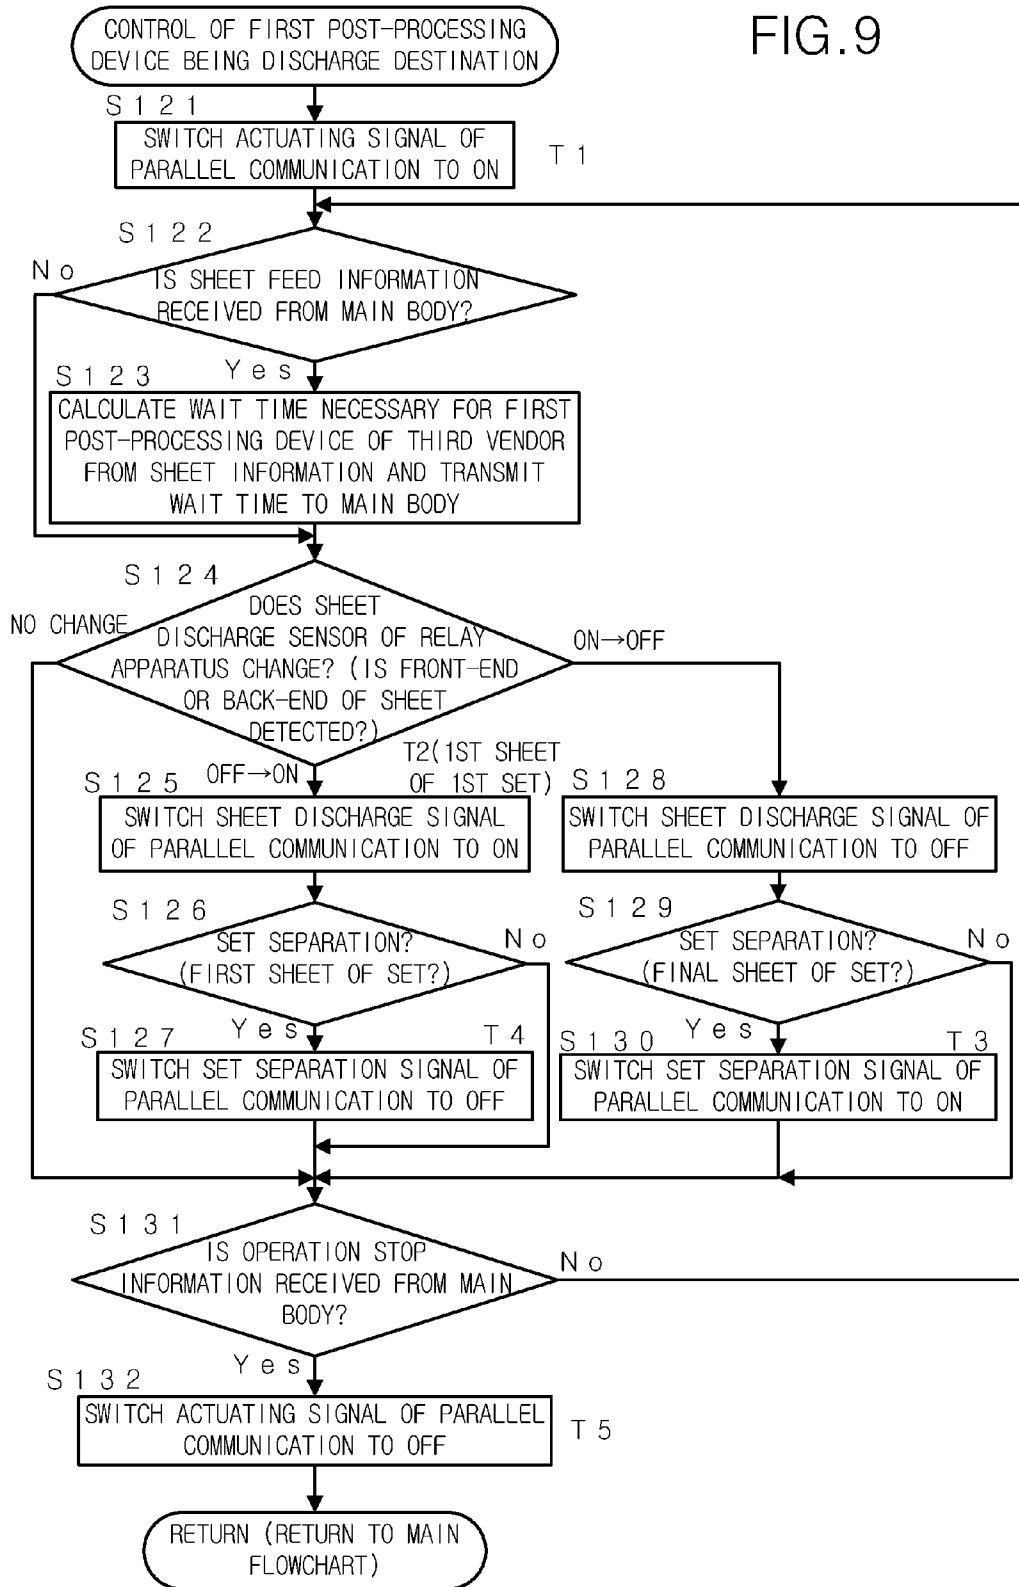 FIG.9
CONTROL OF FIRST POST-PROCESSING
DEVICE BEING DISCHARGE DESTINATION
S121
SWITCH ACTUATING SIGNAL OF
PARALLEL COMMUNICATION TO ON
T1
S122
No
IS SHEET FEED INFORMATION
RECEIVED FROM MAIN BODY?
Yes
S123
CALCULATE WAIT TIME NECESSARY FOR FIRST
POST-PROCESSING DEVICE OF THIRD VENDOR
FROM SHEET INFORMATION AND TRANSMIT
WAIT TIME TO MAIN BODY
S124
NO CHANGE
DOES SHEET
DISCHARGE SENSOR OF RELAY
APPARATUS CHANGE? (IS FRONT-END
OR BACK-END OF SHEET
DETECTED?)
ON→OFF
OFF→ON
T2(1ST SHEET
OF 1ST SET)
S125
SWITCH SHEET DISCHARGE SIGNAL
OF PARALLEL COMMUNICATION TO ON
S128
SWITCH SHEET DISCHARGE SIGNAL OF
PARALLEL COMMUNICATION TO OFF
S126
SET SEPARATION?
(FIRST SHEET OF SET?)
No
Yes
S129
SET SEPARATION?
(FINAL SHEET OF SET?)
No
Yes
S127
T4
SWITCH SET SEPARATION SIGNAL OF
PARALLEL COMMUNICATION TO OFF
S130
T3
SWITCH SET SEPARATION SIGNAL OF
PARALLEL COMMUNICATION TO ON
S131
IS OPERATION STOP
INFORMATION RECEIVED FROM MAIN
BODY?
No
Yes
S132
SWITCH ACTUATING SIGNAL OF PARALLEL
COMMUNICATION TO OFF
T5
RETURN (RETURN TO MAIN
FLOWCHART)